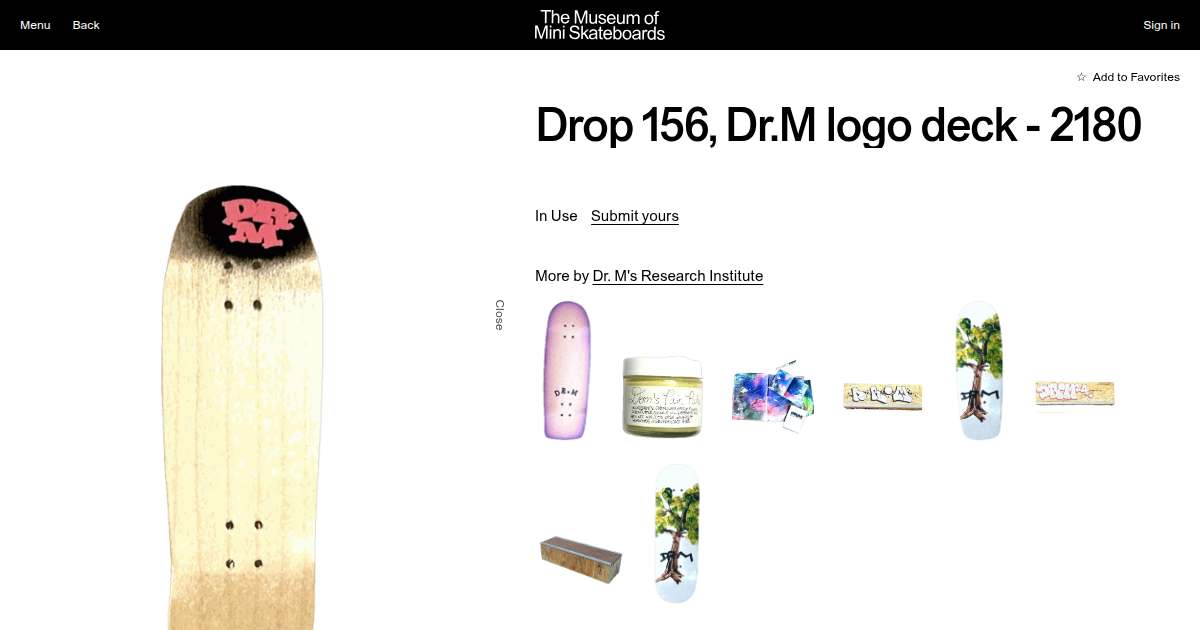 Menu
Back
The Museum of
Mini Skateboards
Sign in
☆ Add to Favorites
Drop 156, Dr.M logo deck - 2180
DR.
M
In Use
Submit yours
More by Dr. M's Research Institute
Close
DR.M